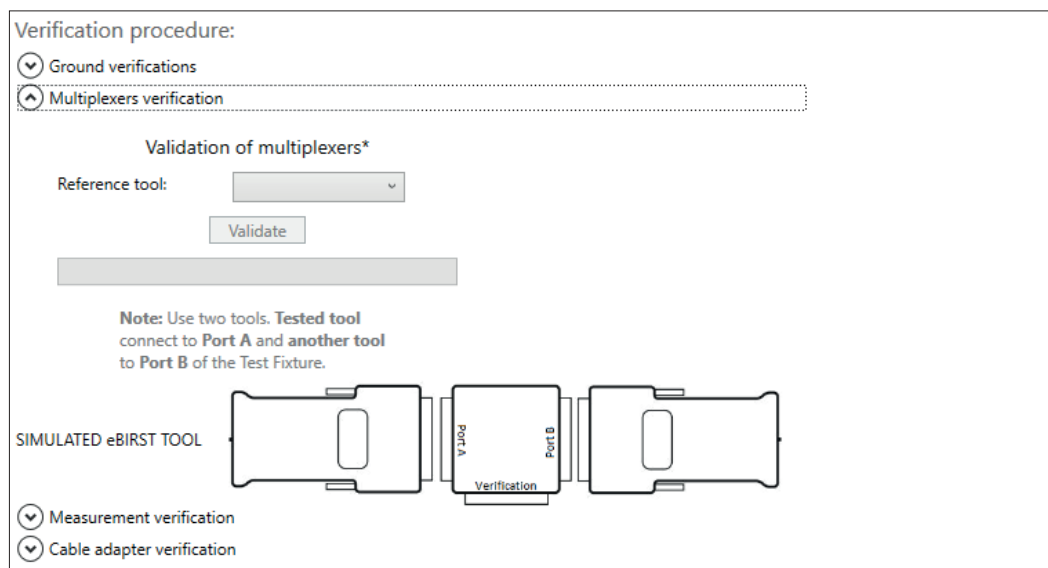 Verification procedure:
Ground verifications
Multiplexers verification
Validation of multiplexers*
Reference tool:
Validate
Note: Use two tools. Tested tool
connect to Port A and another tool
to Port B of the Test Fixture.
SIMULATED eBIRST TOOL
Port A
Port B
Verification
Measurement verification
Cable adapter verification